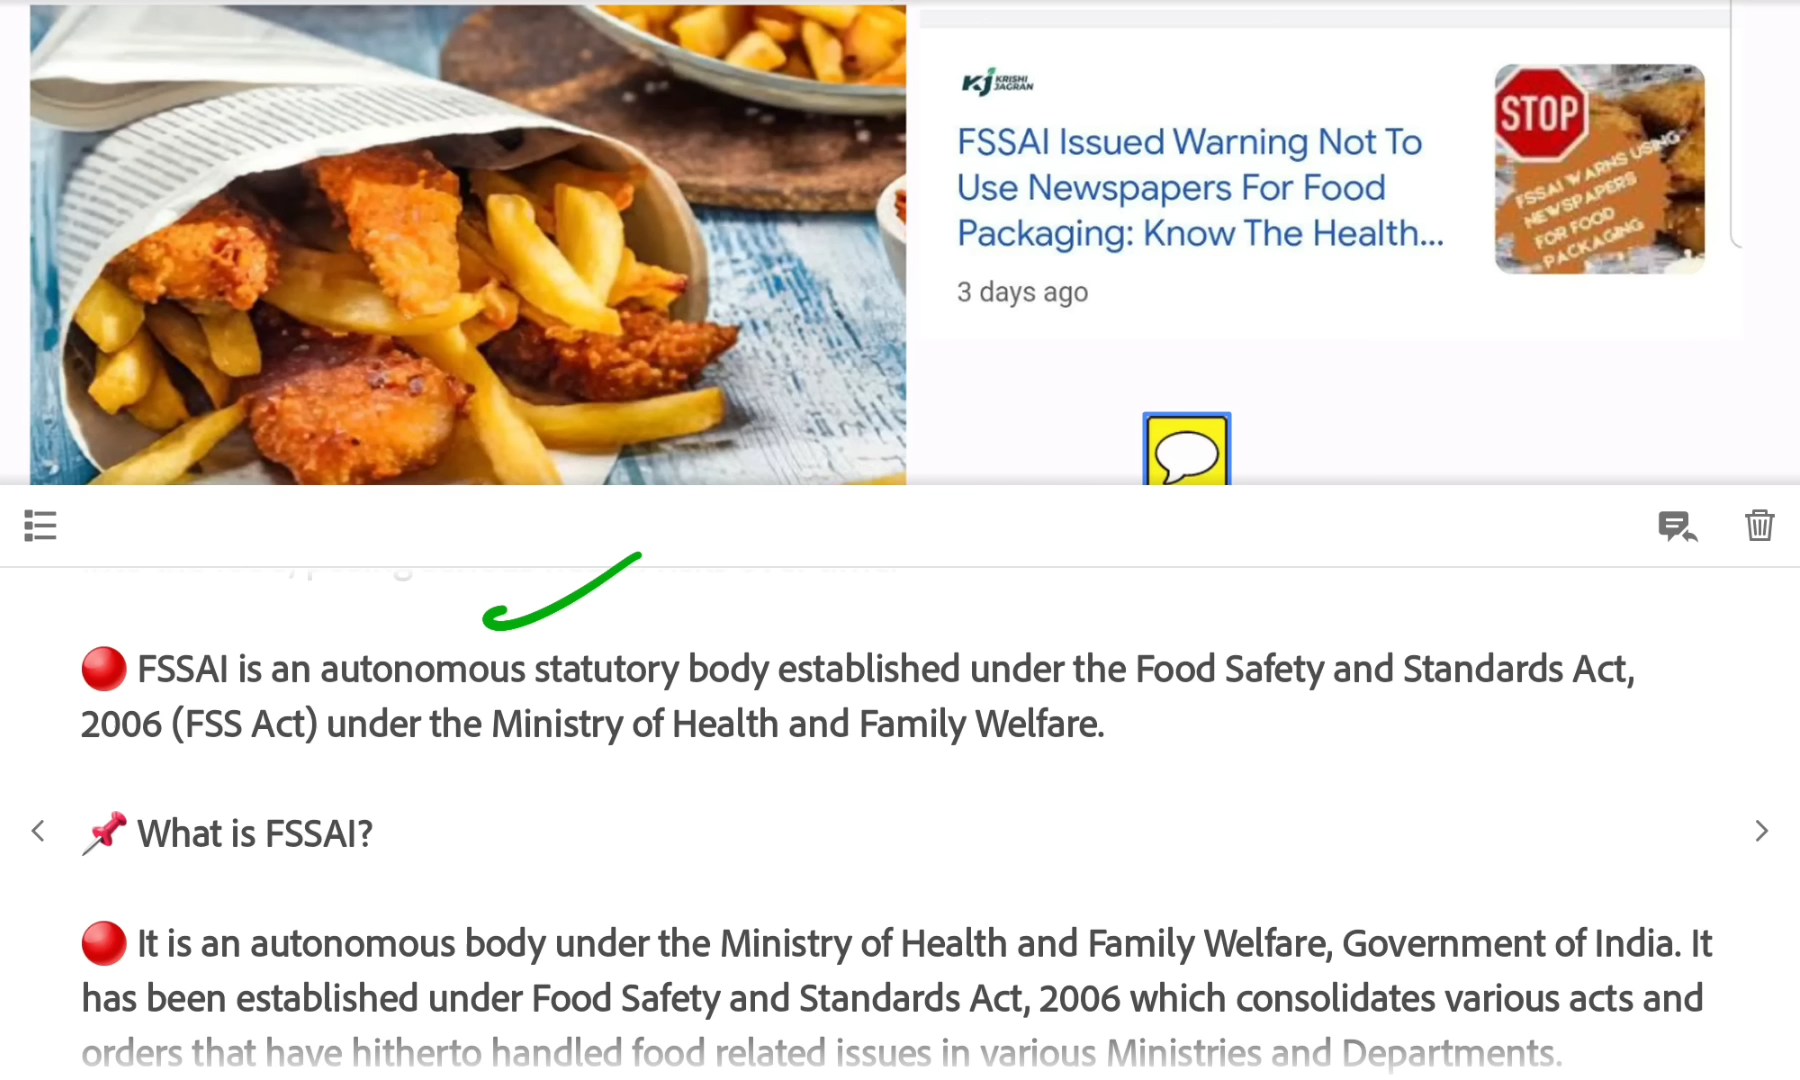 KJ KRISHI
JAGRAN
FSSAI Issued Warning Not To
Use Newspapers For Food
Packaging: Know The Health...
3 days ago
STOP
FSSAI WARNS USING
NEWSPAPERS
FOR FOOD
PACKAGING
🔴 FSSAI is an autonomous statutory body established under the Food Safety and Standards Act,
2006 (FSS Act) under the Ministry of Health and Family Welfare.
📌 What is FSSAI?
🔴 It is an autonomous body under the Ministry of Health and Family Welfare, Government of India. It
has been established under Food Safety and Standards Act, 2006 which consolidates various acts and
orders that have hitherto handled food related issues in various Ministries and Departments.